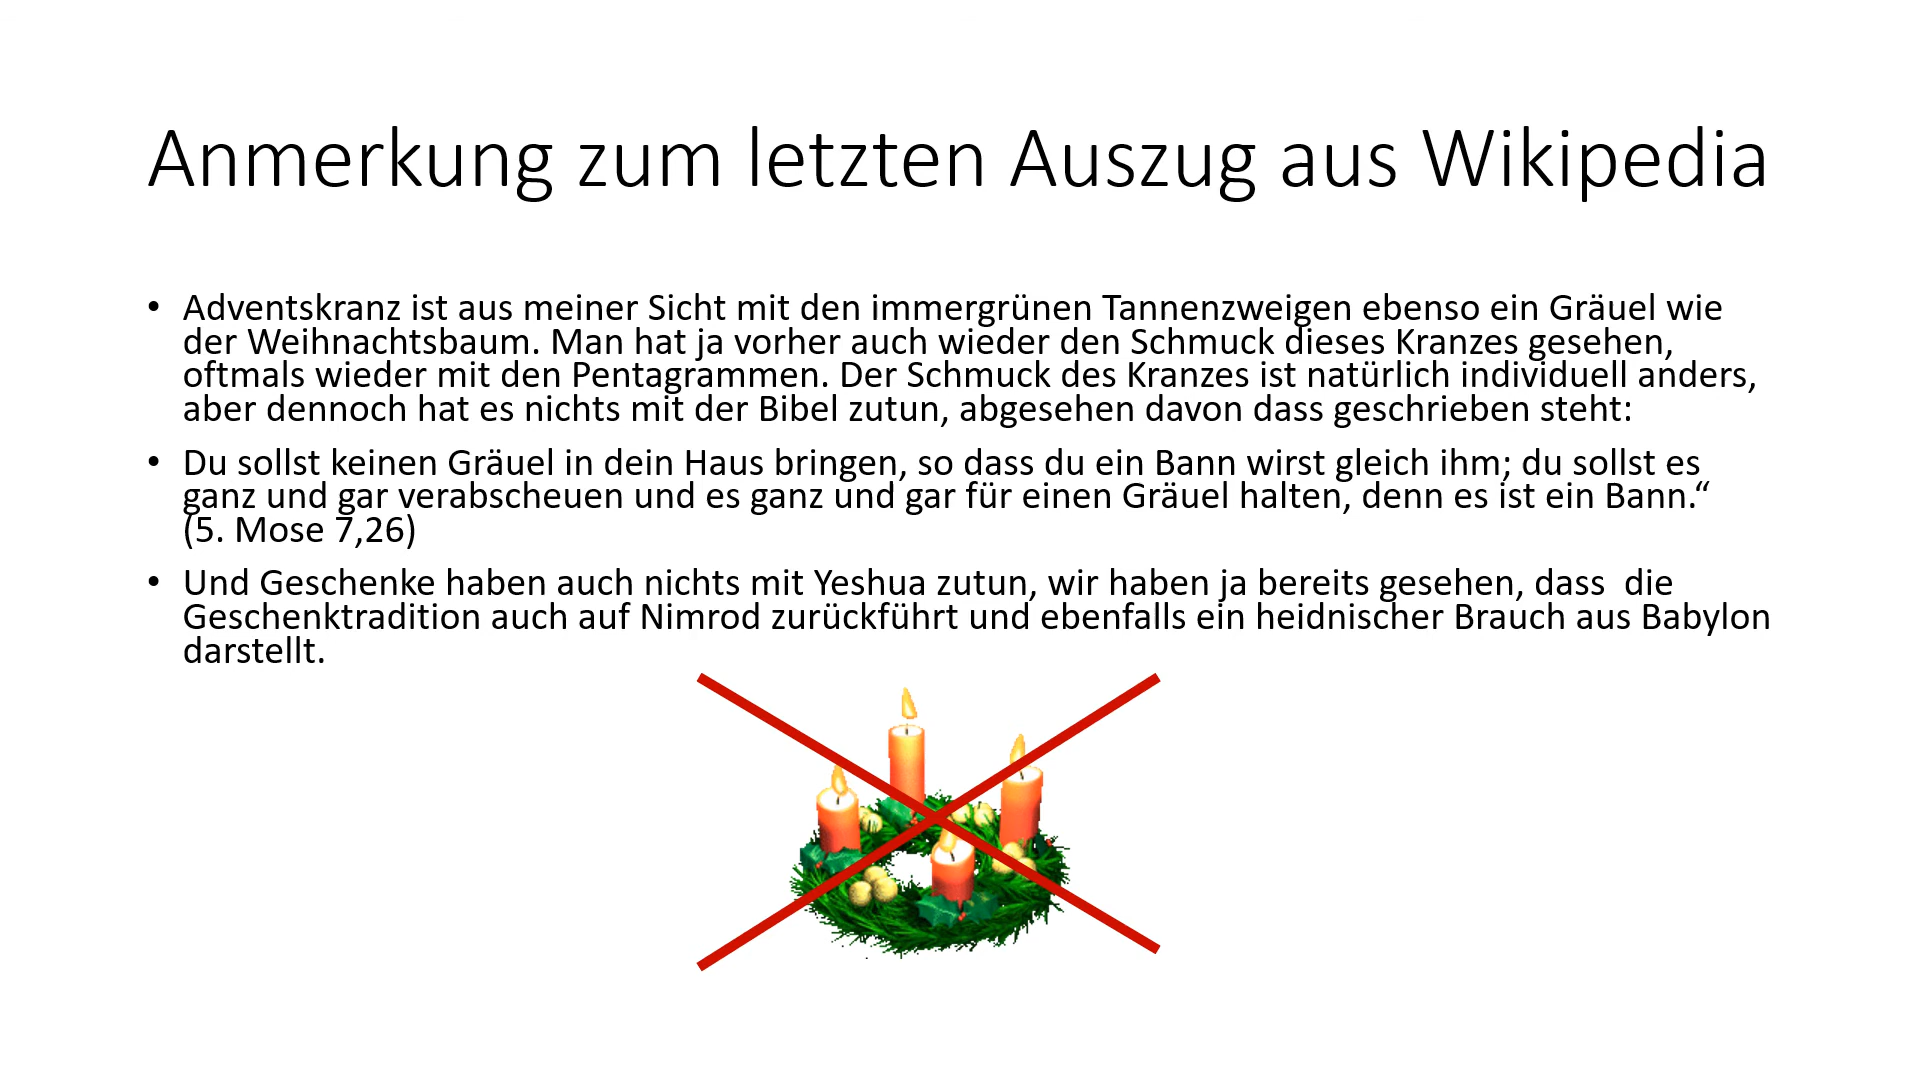 Anmerkung zum letzten Auszug aus Wikipedia
• Adventskranz ist aus meiner Sicht mit den immergrünen Tannenzweigen ebenso ein Gräuel wie
der Weihnachtsbaum. Man hat ja vorher auch wieder den Schmuck dieses Kranzes gesehen,
oftmals wieder mit den Pentagrammen. Der Schmuck des Kranzes ist natürlich individuell anders,
aber dennoch hat es nichts mit der Bibel zutun, abgesehen davon dass geschrieben steht:
• Du sollst keinen Gräuel in dein Haus bringen, so dass du ein Bann wirst gleich ihm; du sollst es
ganz und gar verabscheuen und es ganz und gar für einen Gräuel halten, denn es ist ein Bann.“
(5. Mose 7,26)
• Und Geschenke haben auch nichts mit Yeshua zutun, wir haben ja bereits gesehen, dass  die
Geschenktradition auch auf Nimrod zurückführt und ebenfalls ein heidnischer Brauch aus Babylon
darstellt.